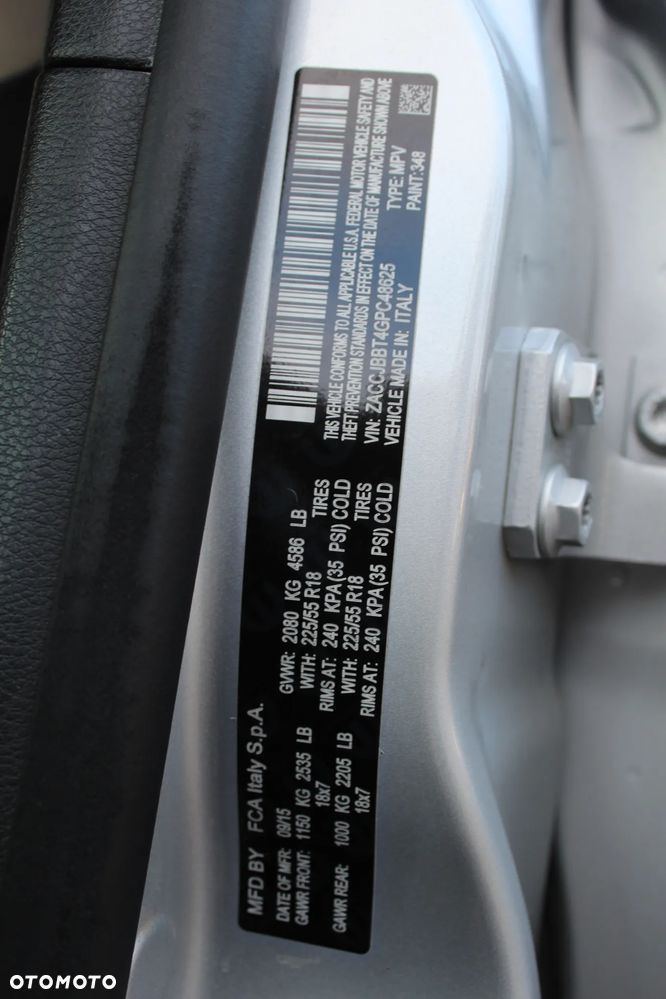 MFD BY FCA Italy S.p.A.
DATE OF MFR: 09/15 GVWR: 2080 KG 4586 LB
GAWR FRONT: 1150 KG 2535 LB WITH: 225/55 R18 TIRES
18x7 RIMS AT: 240 KPA(35 PSI) COLD
GAWR REAR: 1000 KG 2205 LB WITH: 225/55 R18 TIRES
18x7 RIMS AT: 240 KPA(35 PSI) COLD
THIS VEHICLE CONFORMS TO ALL APPLICABLE U.S.A. FEDERAL MOTOR VEHICLE SAFETY AND
THEFT PREVENTION STANDARDS IN EFFECT ON THE DATE OF MANUFACTURE SHOWN ABOVE
VIN: ZACCJBBT4GPC48625 TYPE: MPV
VEHICLE MADE IN: ITALY PAINT:348
OTOMOTO